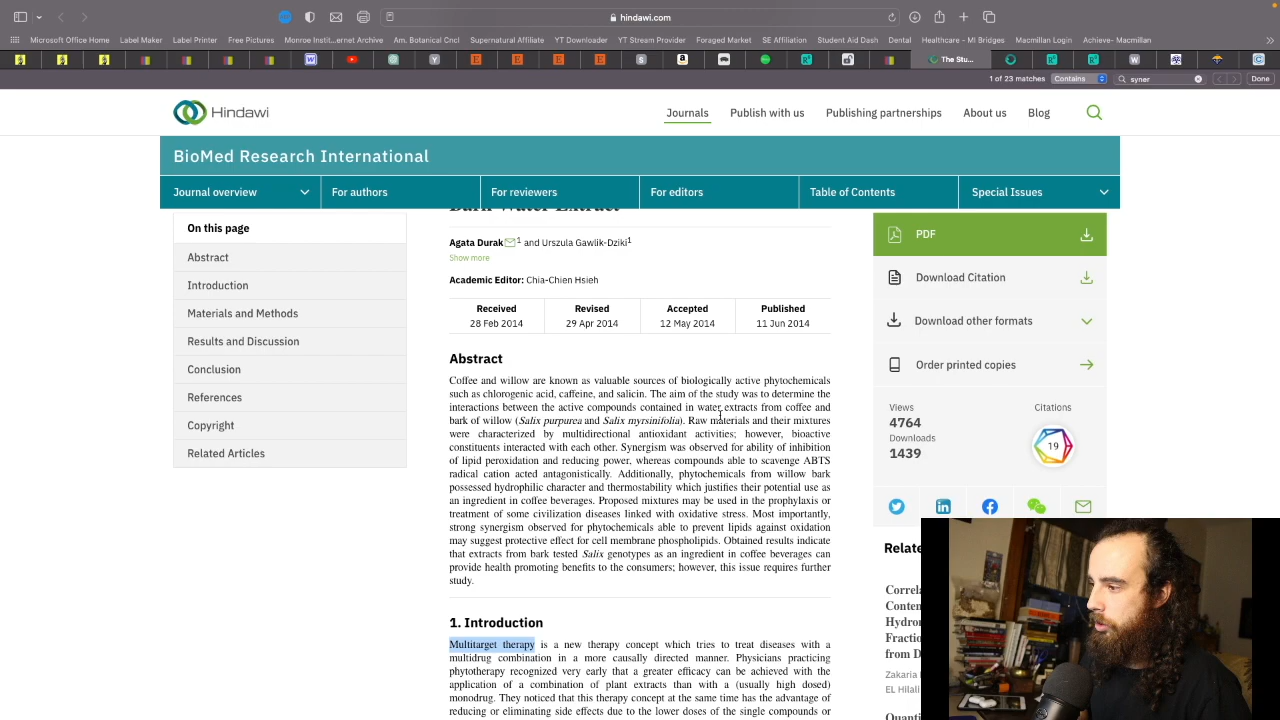 hindawi.com
Microsoft Office Home Label Maker Label Printer Free Pictures Monroe Inst...ernet Archive Am. Botanical Cncl Supernatural Affiliate YT Downloader YT Stream Provider Foraged Market SE Affiliation Student Aid Dash Dental Healthcare - MI Bridges Macmillan Login Achieve- Macmillan
The Stu...
1 of 23 matches Contains syner Done
Hindawi
Journals Publish with us Publishing partnerships About us Blog
BioMed Research International
Journal overview For authors For reviewers For editors Table of Contents Special Issues
On this page
Abstract
Introduction
Materials and Methods
Results and Discussion
Conclusion
References
Copyright
Related Articles
Bark Water Extract
Agata Durak 1 and Urszula Gawlik-Dziki1
Show more
Academic Editor: Chia-Chien Hsieh
Received Revised Accepted Published
28 Feb 2014 29 Apr 2014 12 May 2014 11 Jun 2014
Abstract
Coffee and willow are known as valuable sources of biologically active phytochemicals
such as chlorogenic acid, caffeine, and salicin. The aim of the study was to determine the
interactions between the active compounds contained in water extracts from coffee and
bark of willow (Salix purpurea and Salix myrsinifolia). Raw materials and their mixtures
were characterized by multidirectional antioxidant activities; however, bioactive
constituents interacted with each other. Synergism was observed for ability of inhibition
of lipid peroxidation and reducing power, whereas compounds able to scavenge ABTS
radical cation acted antagonistically. Additionally, phytochemicals from willow bark
possessed hydrophilic character and thermostability which justifies their potential use as
an ingredient in coffee beverages. Proposed mixtures may be used in the prophylaxis or
treatment of some civilization diseases linked with oxidative stress. Most importantly,
strong synergism observed for phytochemicals able to prevent lipids against oxidation
may suggest protective effect for cell membrane phospholipids. Obtained results indicate
that extracts from bark tested Salix genotypes as an ingredient in coffee beverages can
provide health promoting benefits to the consumers; however, this issue requires further
study.
1. Introduction
Multitarget therapy is a new therapy concept which tries to treat diseases with a
multidrug combination in a more causally directed manner. Physicians practicing
phytotherapy recognized very early that a greater efficacy can be achieved with the
application of a combination of plant extracts than with a (usually high dosed)
monodrug. They noticed that this therapy concept at the same time has the advantage of
reducing or eliminating side effects due to the lower doses of the single compounds or
PDF
Download Citation
Download other formats
Order printed copies
Views Citations
4764
Downloads
1439
19
Relate
Correla
Conten
Hydro
Fractio
from D
Zakaria
EL Hilali
Quanti